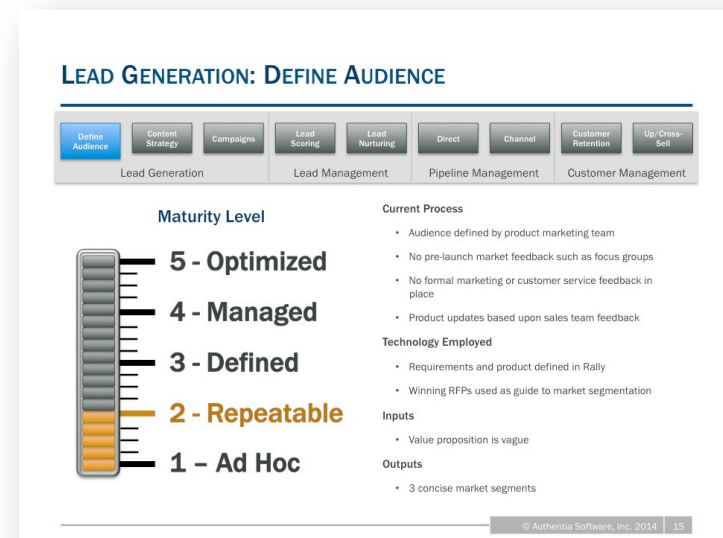 LEAD GENERATION: DEFINE AUDIENCE
Define Audience
Content Strategy
Campaigns
Lead Scoring
Lead Nurturing
Direct
Channel
Customer Retention
Up/Cross-Sell
Lead Generation
Lead Management
Pipeline Management
Customer Management
Maturity Level
5 - Optimized
4 - Managed
3 - Defined
2 - Repeatable
1 – Ad Hoc
Current Process
• Audience defined by product marketing team
• No pre-launch market feedback such as focus groups
• No formal marketing or customer service feedback in
place
• Product updates based upon sales team feedback
Technology Employed
• Requirements and product defined in Rally
• Winning RFPs used as guide to market segmentation
Inputs
• Value proposition is vague
Outputs
• 3 concise market segments
© Authentia Software, Inc. 2014
15